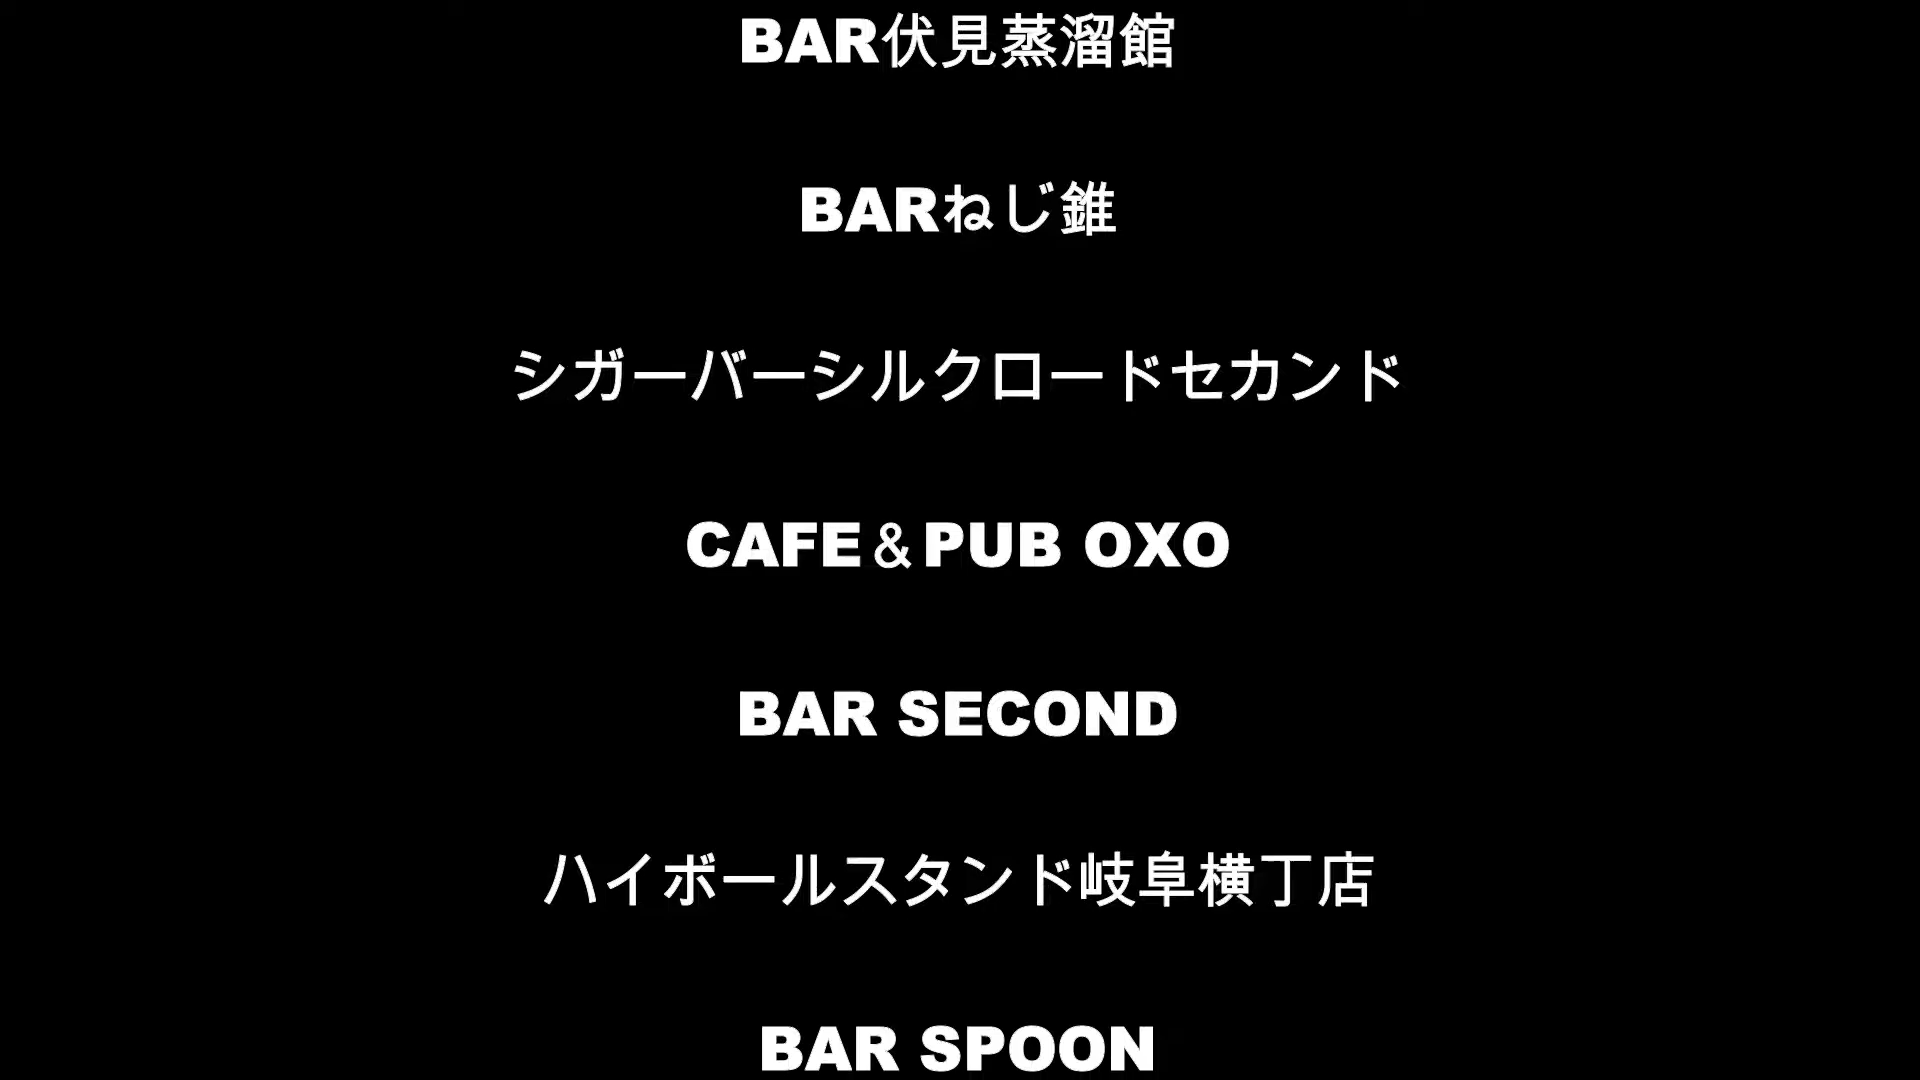 BAR伏見蒸溜館
BARねじ錐
シガーバーシルクロードセカンド
CAFE＆PUB OXO
BAR SECOND
ハイボールスタンド岐阜横丁店
BAR SPOON